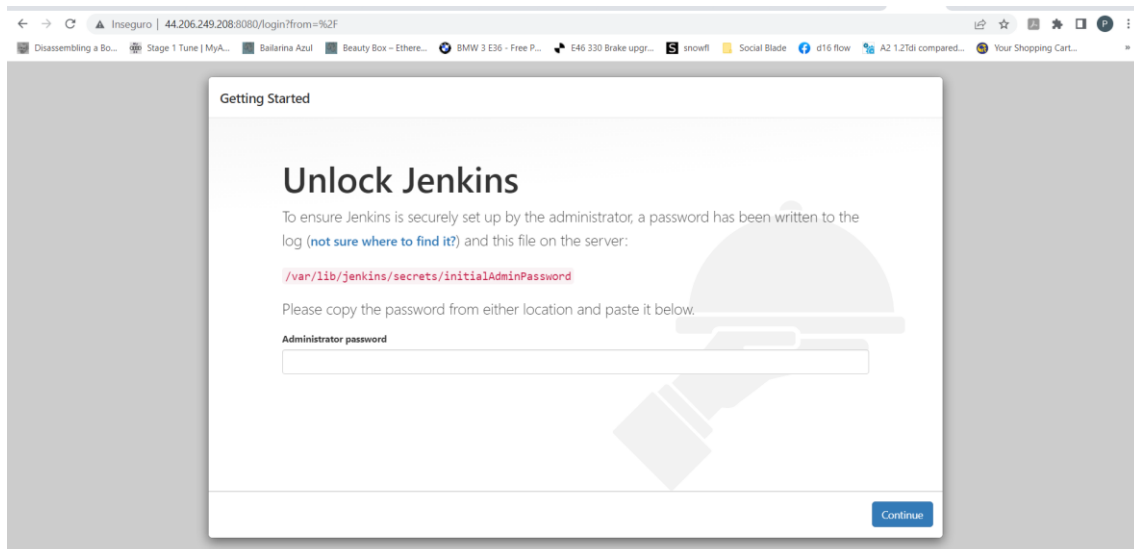 Inseguro | 44.206.249.208:8080/login?from=%2F
P
Disassembling a Bo... Stage 1 Tune | MyA... Bailarina Azul Beauty Box – Ethere... BMW 3 E36 - Free P... E46 330 Brake upgr... S snowfl Social Blade d16 flow A2 1.2Tdi compared... Your Shopping Cart... »
Getting Started
Unlock Jenkins
To ensure Jenkins is securely set up by the administrator, a password has been written to the
log (not sure where to find it?) and this file on the server:
/var/lib/jenkins/secrets/initialAdminPassword
Please copy the password from either location and paste it below.
Administrator password
Continue